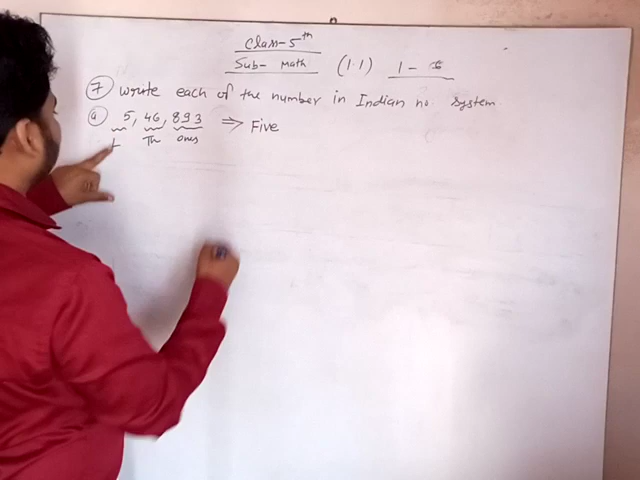 Class-5th
Sub- Math (1.1) 1-
7 Write each of the number in Indian no. system
a 5,46,893 ⇒ Five
L Th ones